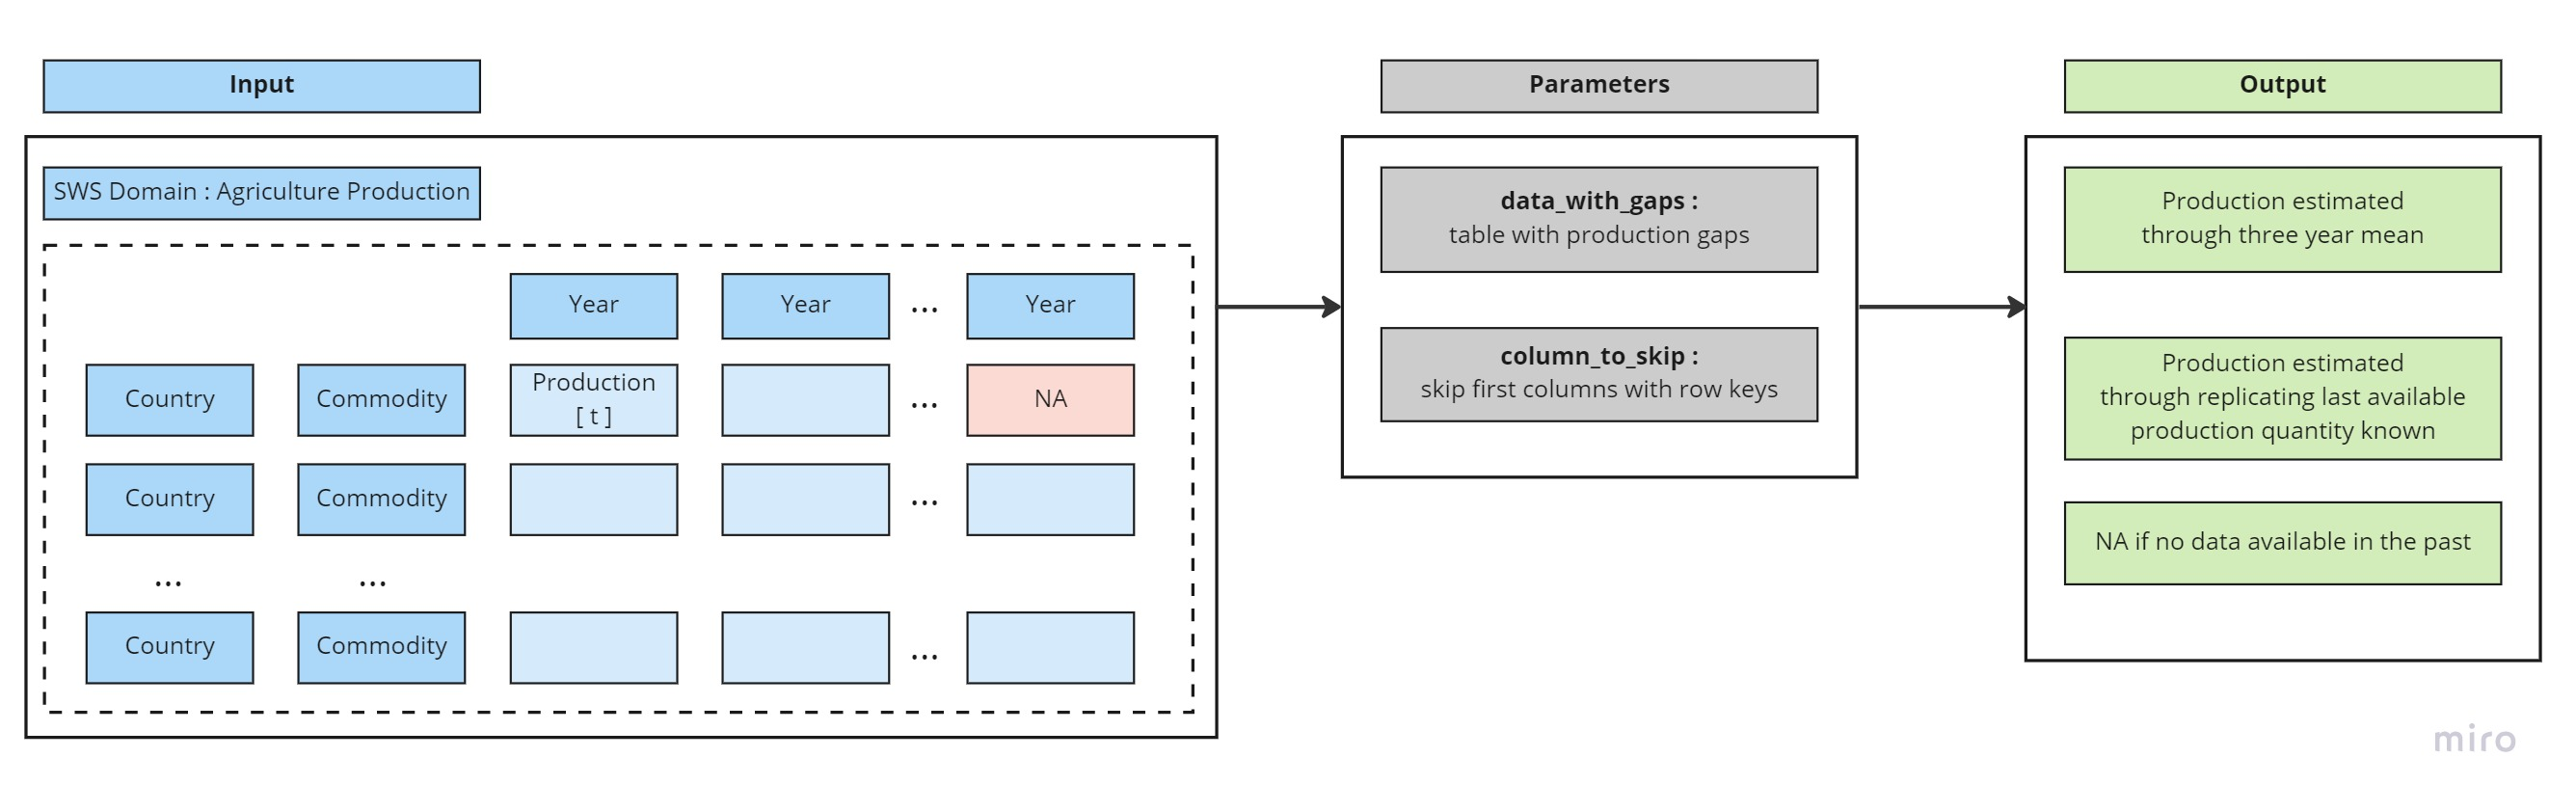 Input
SWS Domain : Agriculture Production
Year
Year
...
Year
Country
Commodity
Production
[ t ]
...
NA
Country
Commodity
...
...
...
Country
Commodity
...
Parameters
data_with_gaps :
table with production gaps
column_to_skip :
skip first columns with row keys
Output
Production estimated
through three year mean
Production estimated
through replicating last available
production quantity known
NA if no data available in the past
miro